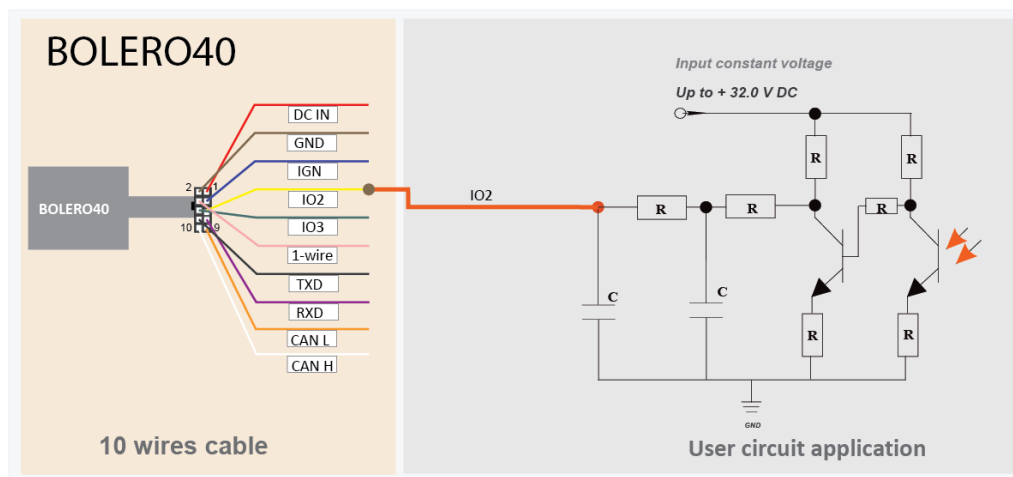 BOLERO40
DC IN
GND
IGN
2
1
IO2
BOLERO40
10
9
IO3
1-wire
TXD
RXD
CAN L
CAN H
10 wires cable
Input constant voltage
Up to + 32.0 V DC
R
R
IO2
R
R
R
C
C
R
R
GND
User circuit application